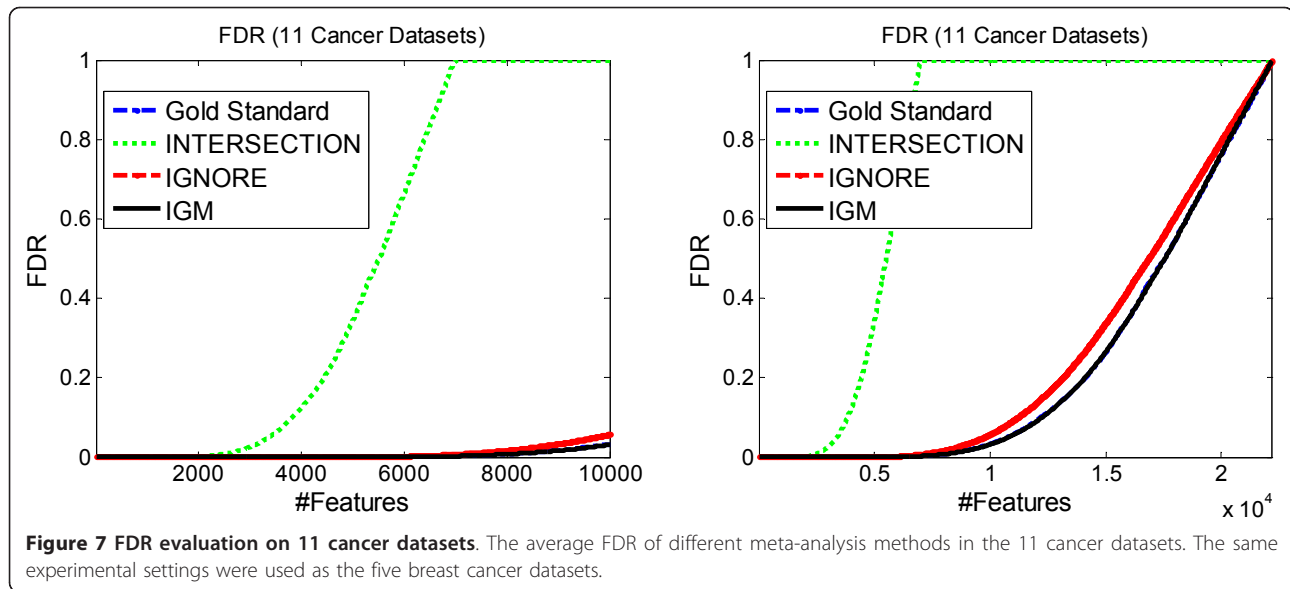 FDR (11 Cancer Datasets)
1
0.8
0.6
0.4
0.2
0
FDR
Gold Standard
INTERSECTION
IGNORE
IGM
2000 4000 6000 8000 10000
#Features
FDR (11 Cancer Datasets)
1
0.8
0.6
0.4
0.2
0
FDR
Gold Standard
INTERSECTION
IGNORE
IGM
0.5 1 1.5 2
x 10^4
#Features
Figure 7 FDR evaluation on 11 cancer datasets. The average FDR of different meta-analysis methods in the 11 cancer datasets. The same
experimental settings were used as the five breast cancer datasets.